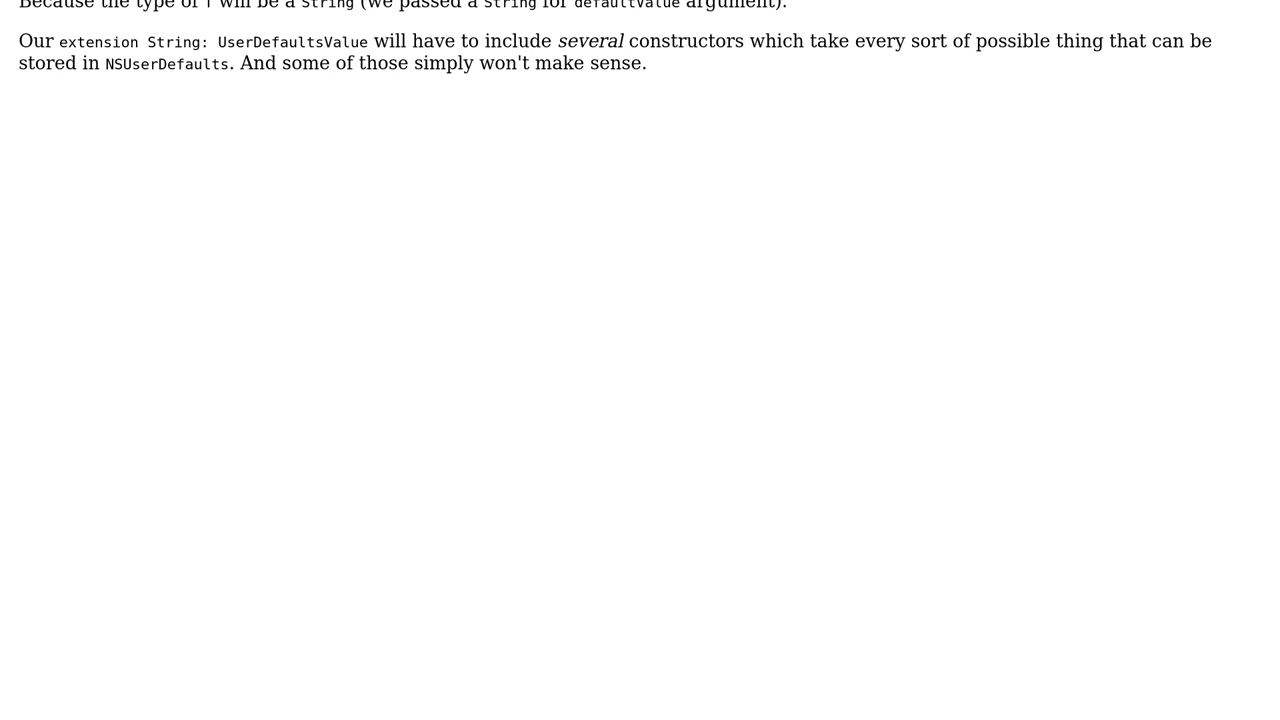 Because the type of T will be a String (we passed a String for defaultValue argument).
Our extension String: UserDefaultsValue will have to include several constructors which take every sort of possible thing that can be
stored in NSUserDefaults. And some of those simply won't make sense.